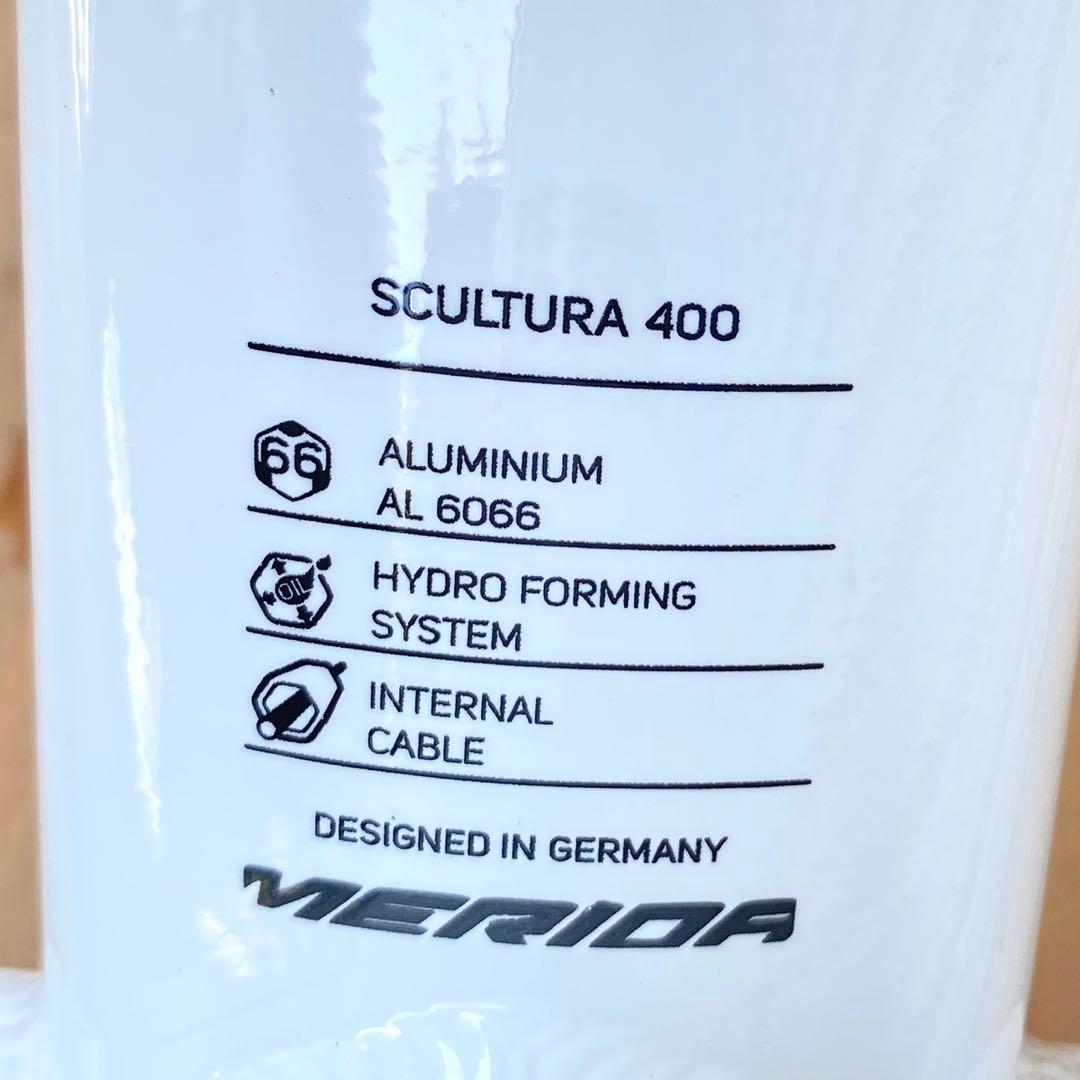 SCULTURA 400
66
ALUMINIUM
AL 6066
OIL
HYDRO FORMING
SYSTEM
INTERNAL
CABLE
DESIGNED IN GERMANY
MERIDA